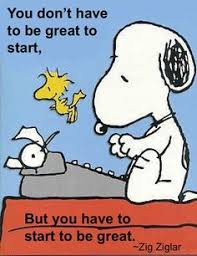 You don't have
to be great to
start,
But you have to
start to be great.
~Zig Ziglar